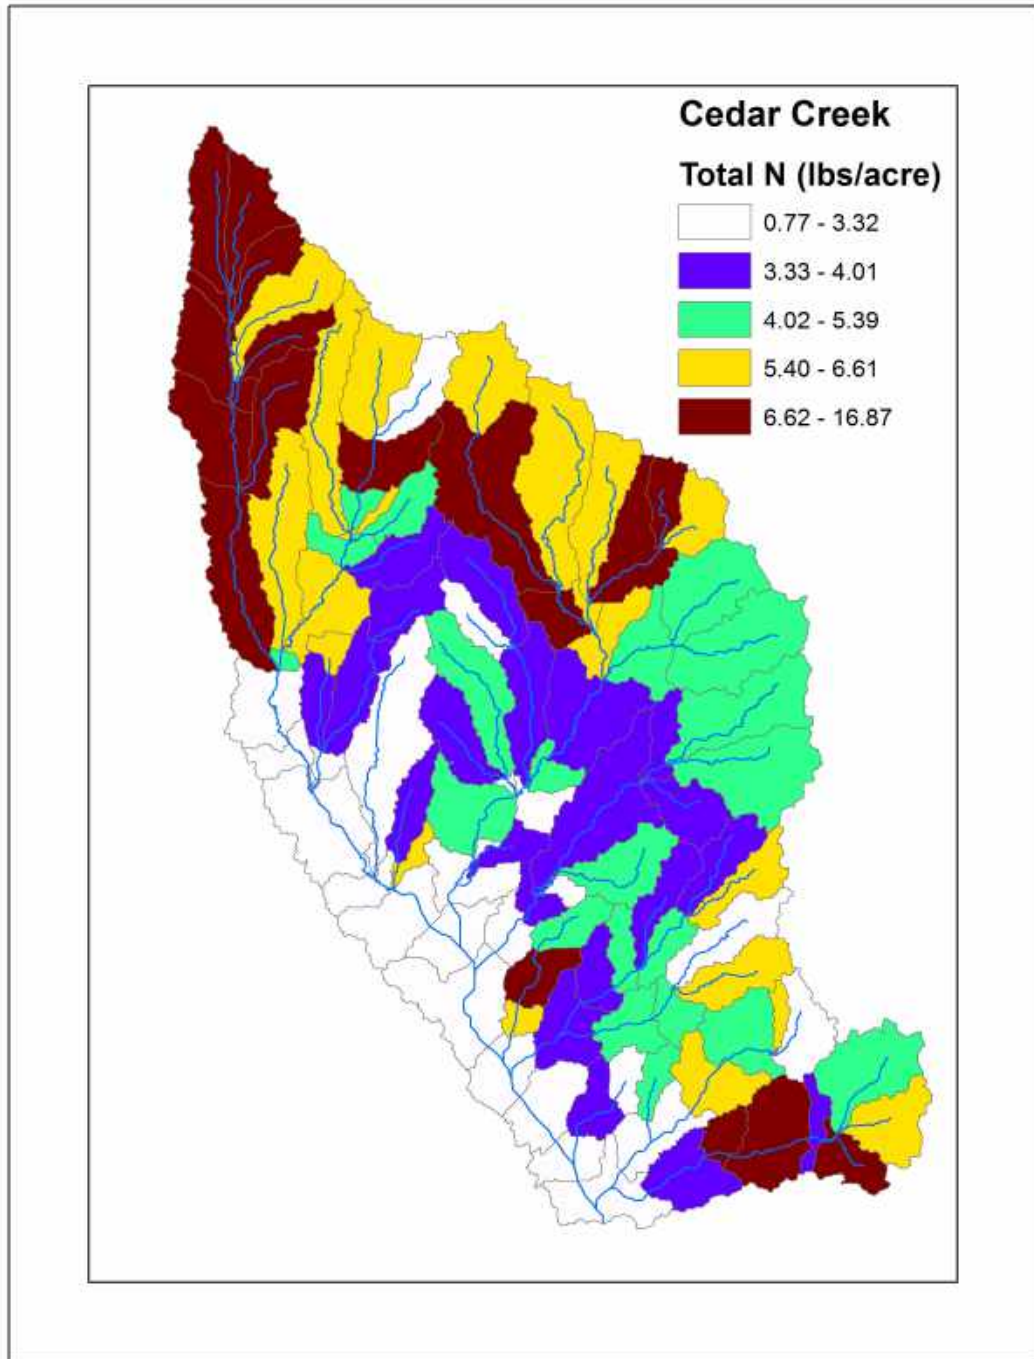 Cedar Creek
Total N (lbs/acre)
0.77 - 3.32
3.33 - 4.01
4.02 - 5.39
5.40 - 6.61
6.62 - 16.87